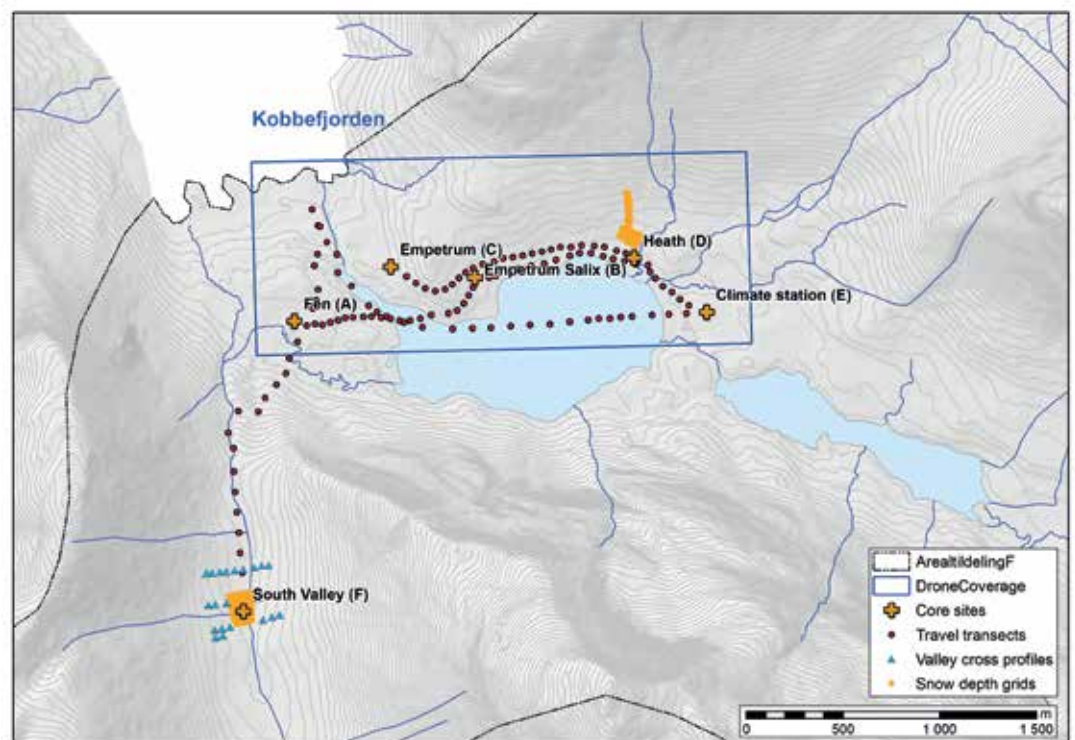 Kobbefjorden
Empetrum (C)
Heath (D)
Empetrum Salix (B)
Climate station (E)
Fen (A)
South Valley (F)
ArealtildelingF
DroneCoverage
Core sites
Travel transects
Valley cross profiles
Snow depth grids
m
0 500 1 000 1 500